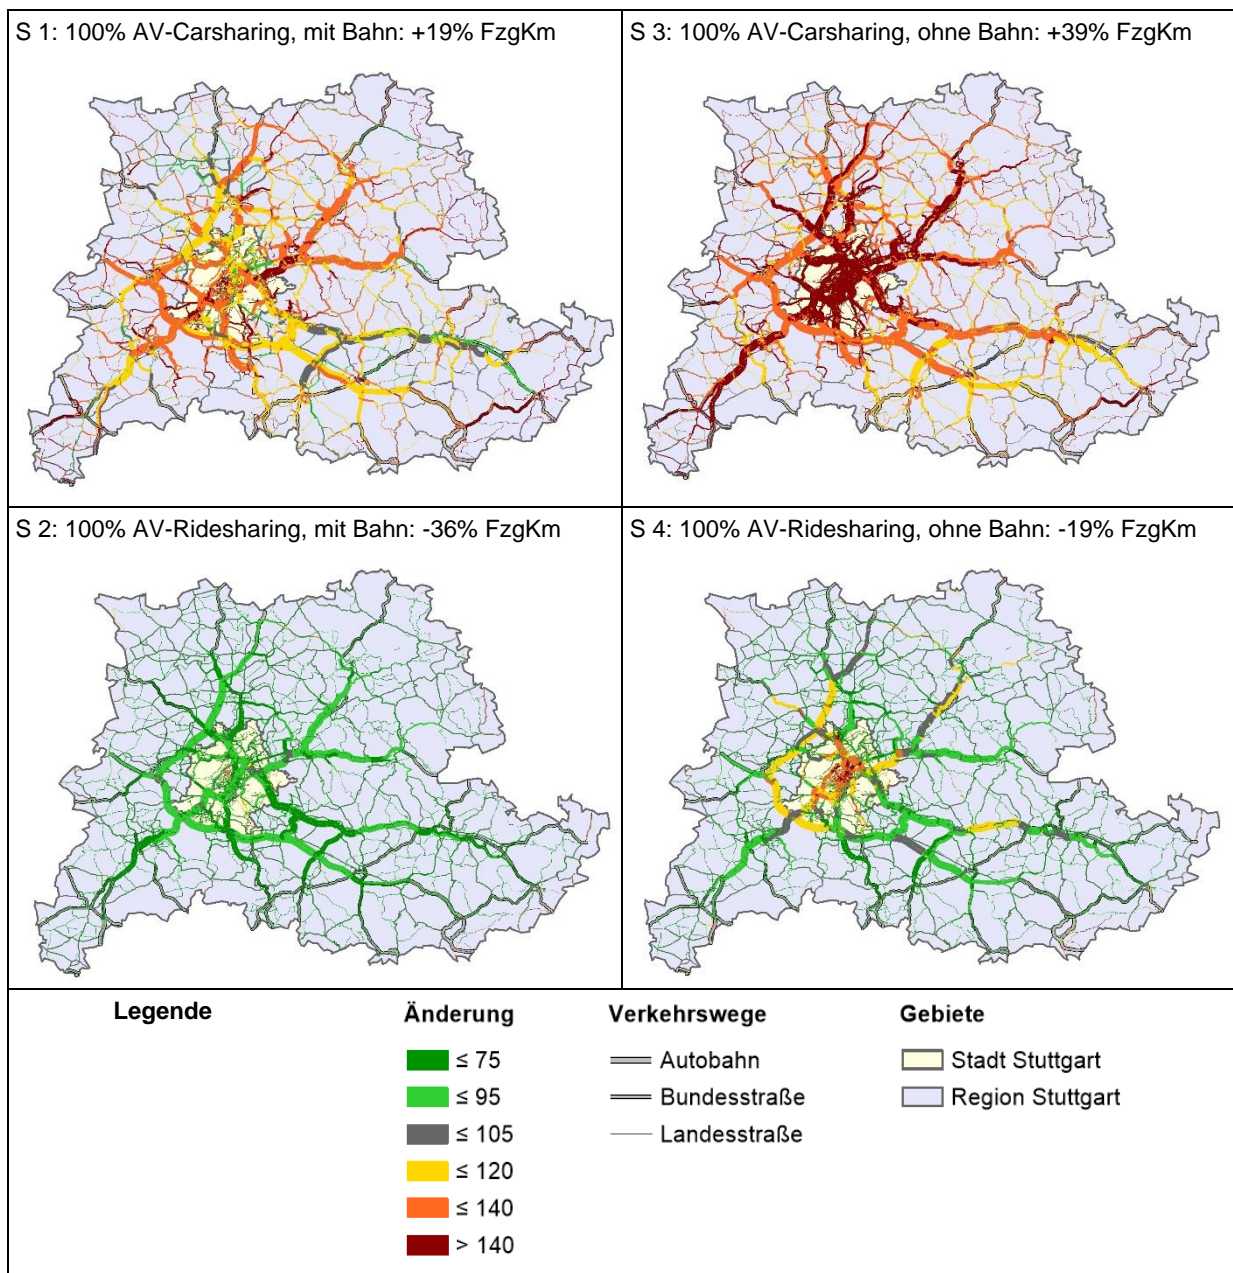 S 1: 100% AV-Carsharing, mit Bahn: +19% FzgKm
S 3: 100% AV-Carsharing, ohne Bahn: +39% FzgKm
S 2: 100% AV-Ridesharing, mit Bahn: -36% FzgKm
S 4: 100% AV-Ridesharing, ohne Bahn: -19% FzgKm
Legende
Änderung
≤ 75
≤ 95
≤ 105
≤ 120
≤ 140
> 140
Verkehrswege
Autobahn
Bundesstraße
Landesstraße
Gebiete
Stadt Stuttgart
Region Stuttgart